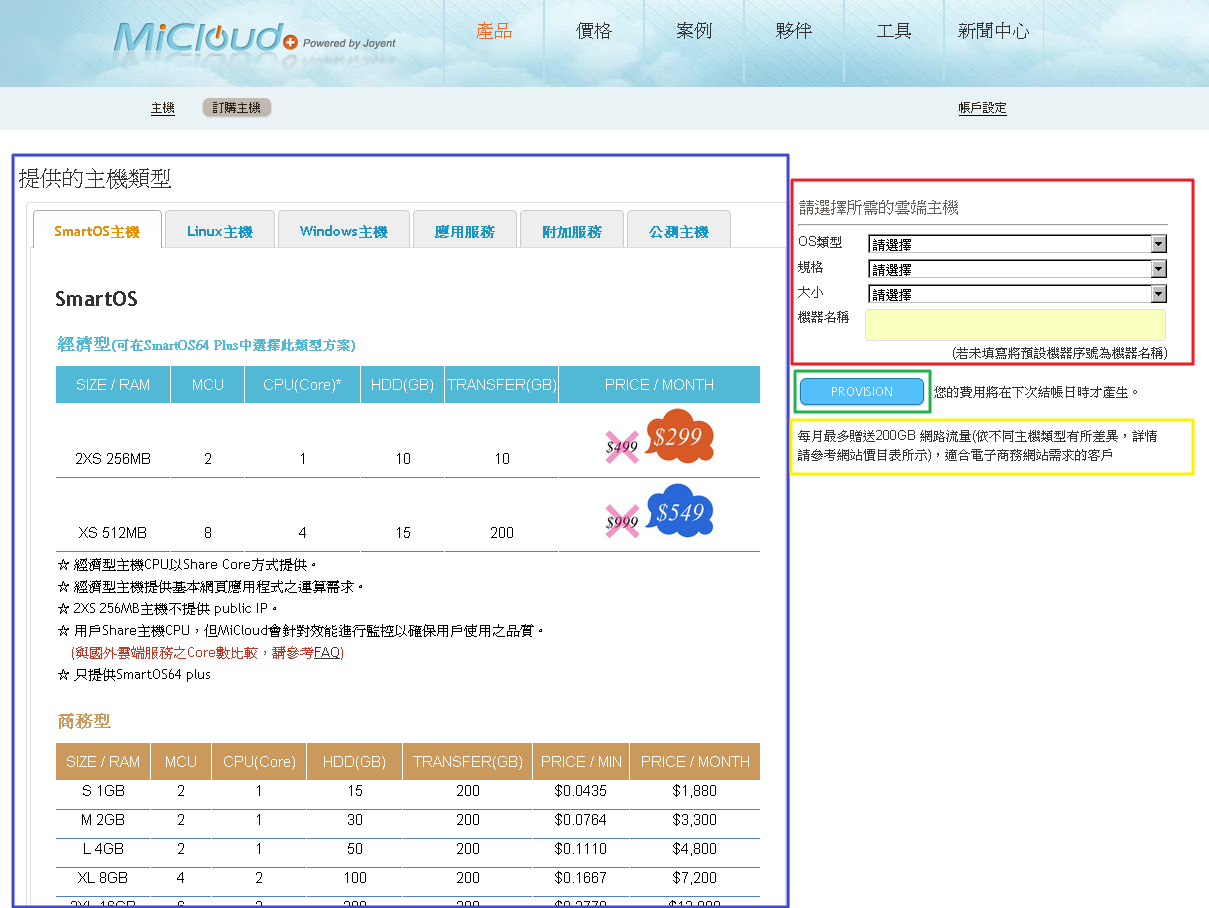 MiCloud Powered by Joyent
產品 價格 案例 夥伴 工具 新聞中心
主機 訂購主機 帳戶設定
提供的主機類型
SmartOS主機 Linux主機 Windows主機 應用服務 附加服務 公測主機
SmartOS
經濟型(可在SmartOS64 Plus中選擇此類型方案)
SIZE / RAM MCU CPU(Core)* HDD(GB) TRANSFER(GB) PRICE / MONTH
2XS 256MB 2 1 10 10 $499 $299
XS 512MB 8 4 15 200 $999 $549
☆ 經濟型主機CPU以Share Core方式提供。
☆ 經濟型主機提供基本網頁應用程式之運算需求。
☆ 2XS 256MB主機不提供 public IP。
☆ 用戶Share主機CPU，但MiCloud會針對效能進行監控以確保用戶使用之品質。
(與國外雲端服務之Core數比較，請參考FAQ)
☆ 只提供SmartOS64 plus
商務型
SIZE / RAM MCU CPU(Core) HDD(GB) TRANSFER(GB) PRICE / MIN PRICE / MONTH
S 1GB 2 1 15 200 $0.0435 $1,880
M 2GB 2 1 30 200 $0.0764 $3,300
L 4GB 2 1 50 200 $0.1110 $4,800
XL 8GB 4 2 100 200 $0.1667 $7,200
請選擇所需的雲端主機
OS類型 請選擇
規格 請選擇
大小 請選擇
機器名稱
(若未填寫將預設機器序號為機器名稱)
PROVISION 您的費用將在下次結帳日時才產生。
每月最多贈送200GB 網路流量(依不同主機類型有所差異，詳情
請參考網站價目表所示)，適合電子商務網站需求的客戶